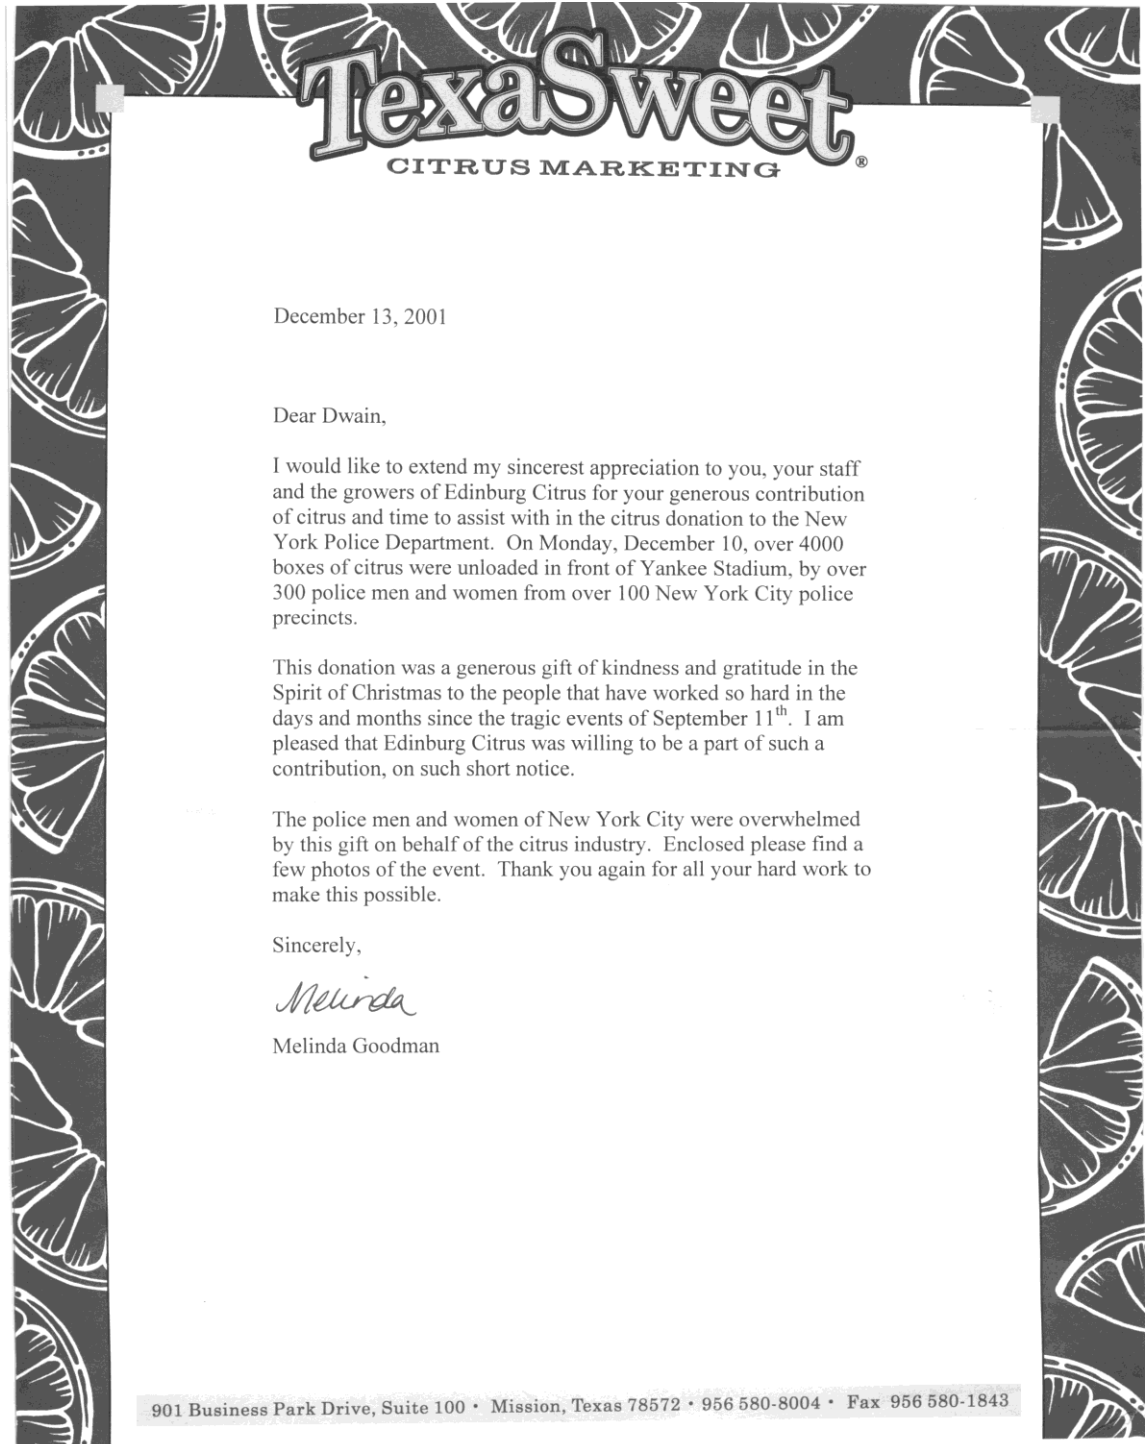 TexaSweet
CITRUS MARKETING ®
December 13, 2001
Dear Dwain,
I would like to extend my sincerest appreciation to you, your staff
and the growers of Edinburg Citrus for your generous contribution
of citrus and time to assist with in the citrus donation to the New
York Police Department. On Monday, December 10, over 4000
boxes of citrus were unloaded in front of Yankee Stadium, by over
300 police men and women from over 100 New York City police
precincts.
This donation was a generous gift of kindness and gratitude in the
Spirit of Christmas to the people that have worked so hard in the
days and months since the tragic events of September 11th. I am
pleased that Edinburg Citrus was willing to be a part of such a
contribution, on such short notice.
The police men and women of New York City were overwhelmed
by this gift on behalf of the citrus industry. Enclosed please find a
few photos of the event. Thank you again for all your hard work to
make this possible.
Sincerely,
Melinda
Melinda Goodman
901 Business Park Drive, Suite 100 • Mission, Texas 78572 • 956 580-8004 • Fax 956 580-1843